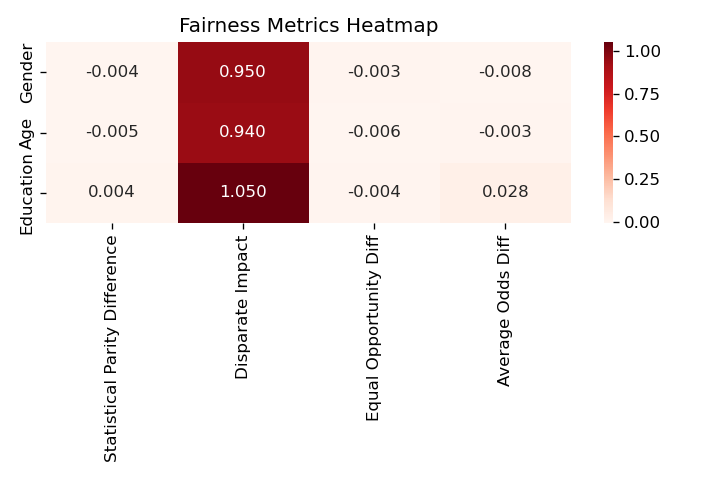 Fairness Metrics Heatmap
Gender
-0.004 0.950 -0.003 -0.008
Age
-0.005 0.940 -0.006 -0.003
Education
0.004 1.050 -0.004 0.028
Statistical Parity Difference
Disparate Impact
Equal Opportunity Diff
Average Odds Diff
1.00
0.75
0.50
0.25
0.00